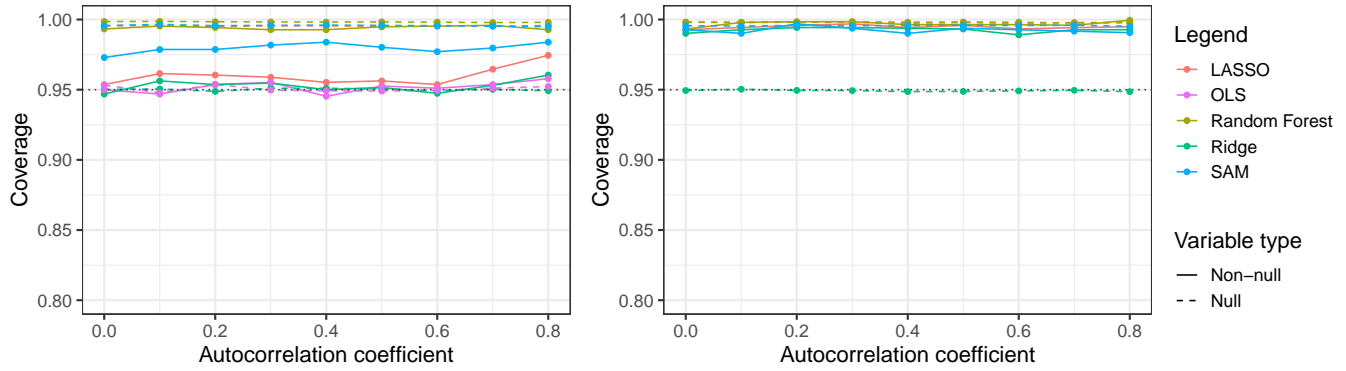 1.00
0.95
0.90
0.85
0.80
Coverage
0.0 0.2 0.4 0.6 0.8
Autocorrelation coefficient
1.00
0.95
0.90
0.85
0.80
Coverage
0.0 0.2 0.4 0.6 0.8
Autocorrelation coefficient
Legend
LASSO
OLS
Random Forest
Ridge
SAM
Variable type
Non−null
Null